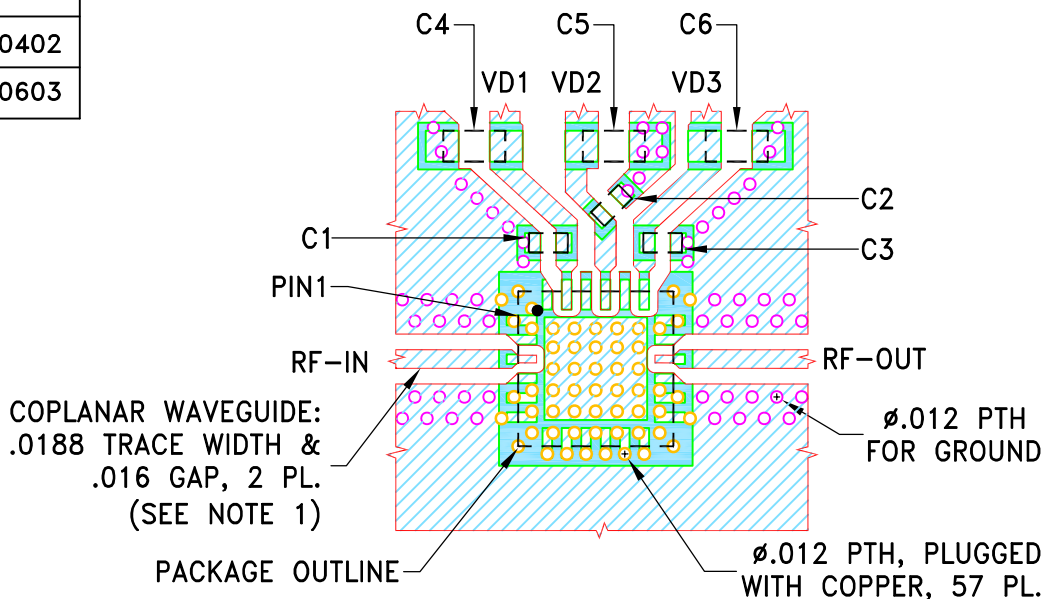 0402
0603
C4
C5
C6
VD1
VD2
VD3
C2
C1
C3
PIN1
RF-IN
RF-OUT
COPLANAR WAVEGUIDE:
.0188 TRACE WIDTH &
.016 GAP, 2 PL.
(SEE NOTE 1)
ø.012 PTH
FOR GROUND
PACKAGE OUTLINE
ø.012 PTH, PLUGGED
WITH COPPER, 57 PL.